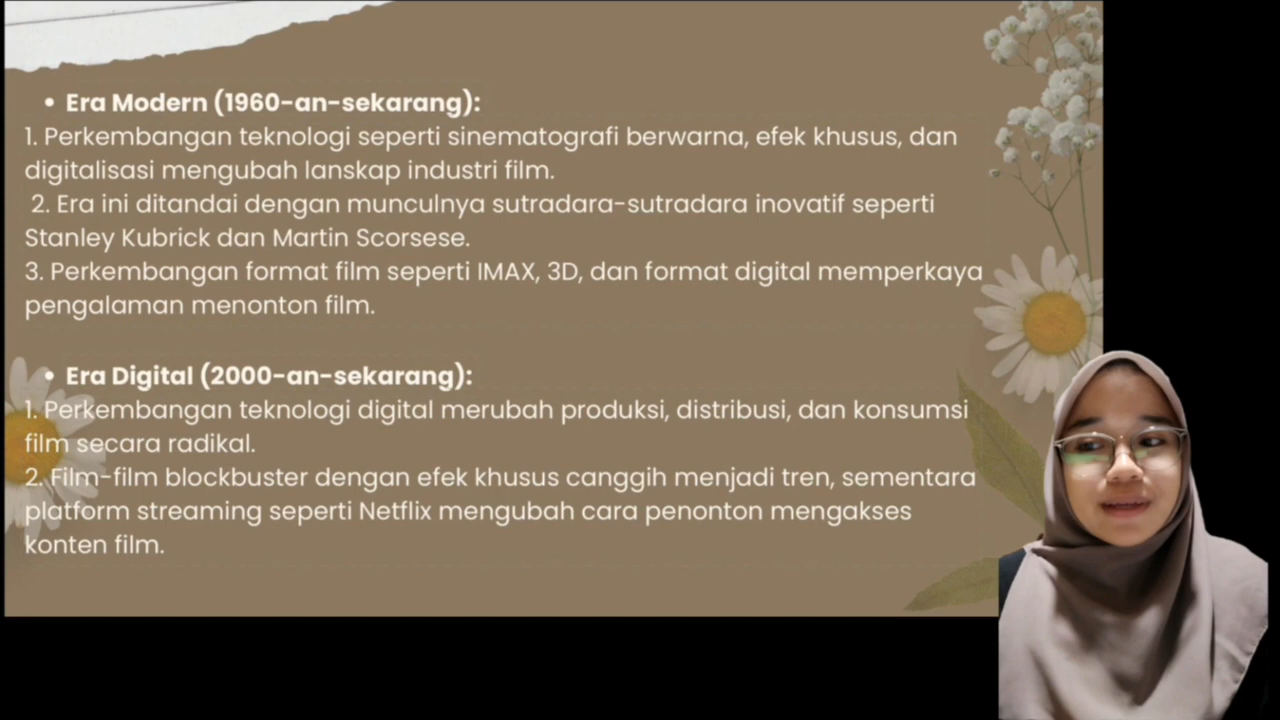 • Era Modern (1960-an-sekarang):
1. Perkembangan teknologi seperti sinematografi berwarna, efek khusus, dan
digitalisasi mengubah lanskap industri film.
2. Era ini ditandai dengan munculnya sutradara-sutradara inovatif seperti
Stanley Kubrick dan Martin Scorsese.
3. Perkembangan format film seperti IMAX, 3D, dan format digital memperkaya
pengalaman menonton film.
• Era Digital (2000-an-sekarang):
1. Perkembangan teknologi digital merubah produksi, distribusi, dan konsumsi
film secara radikal.
2. Film-film blockbuster dengan efek khusus canggih menjadi tren, sementara
platform streaming seperti Netflix mengubah cara penonton mengakses
konten film.